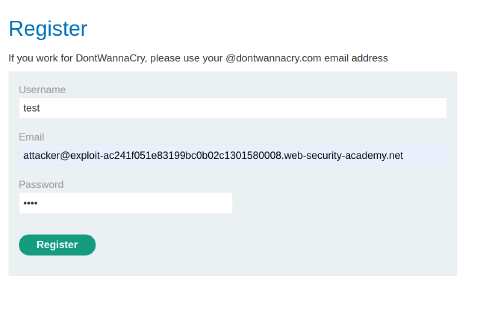 Register
If you work for DontWannaCry, please use your @dontwannacry.com email address
Username
test
Email
attacker@exploit-ac241f051e83199bc0b02c1301580008.web-security-academy.net
Password
••••
Register